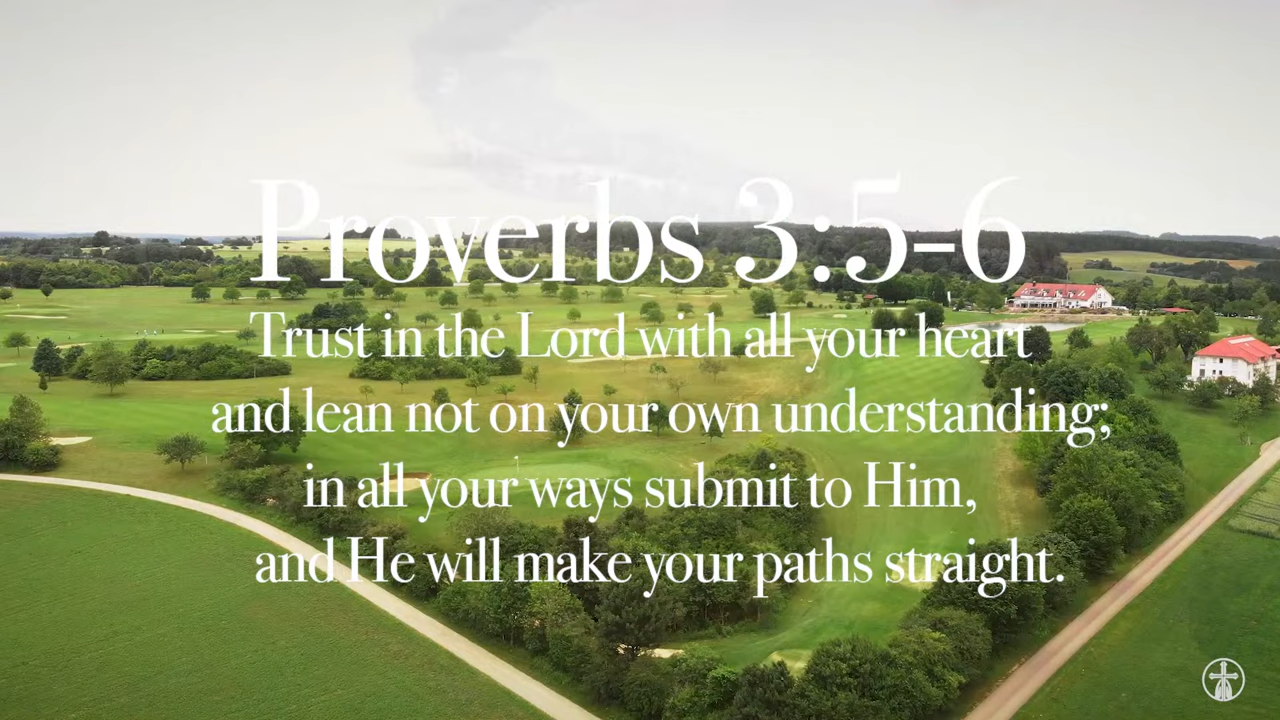 Proverbs 3:5-6
Trust in the Lord with all your heart
and lean not on your own understanding;
in all your ways submit to Him,
and He will make your paths straight.